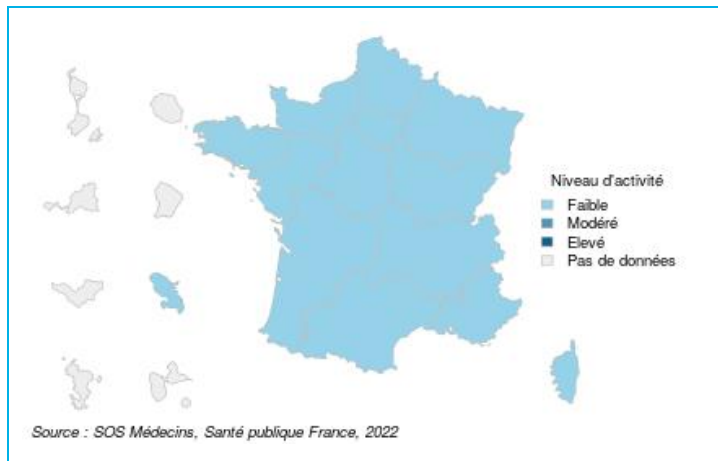 Niveau d'activité
Faible
Modéré
Elevé
Pas de données
Source : SOS Médecins, Santé publique France, 2022